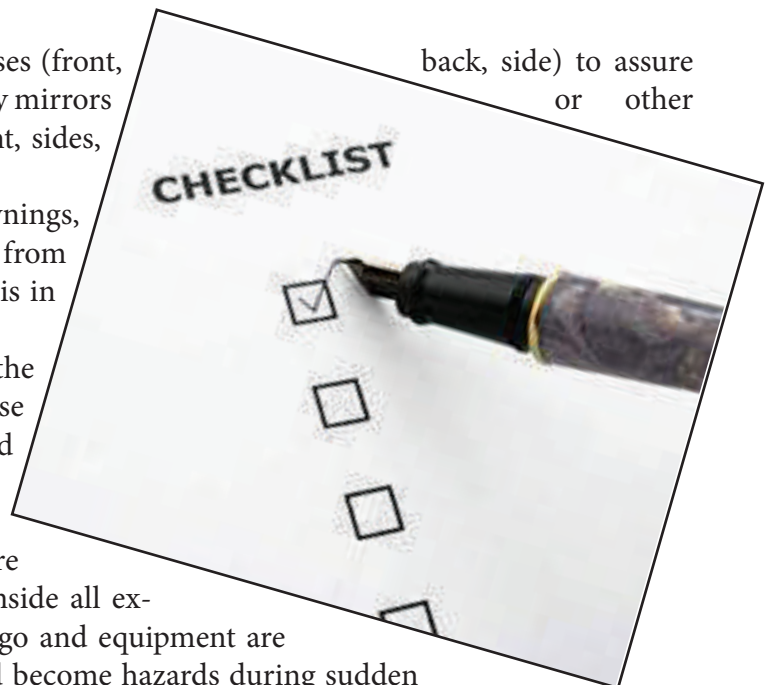 ses (front, back, side) to assure
y mirrors or other
nt, sides,
CHECKLIST
nings,
from
is in
the
se
d
re
nside all ex-
go and equipment are
d become hazards during sudden